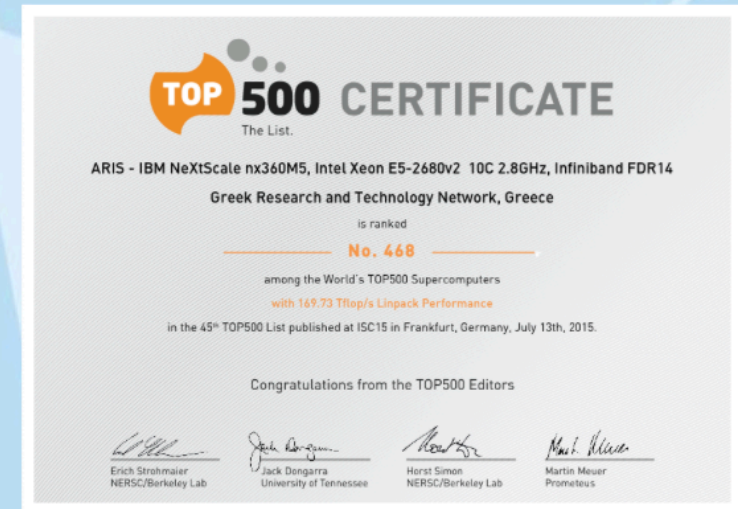 TOP 500 CERTIFICATE
The List.
ARIS - IBM NeXtScale nx360M5, Intel Xeon E5-2680v2 10C 2.8GHz, Infiniband FDR14
Greek Research and Technology Network, Greece
is ranked
No. 468
among the World's TOP500 Supercomputers
with 169.73 Tflop/s Linpack Performance
in the 45th TOP500 List published at ISC15 in Frankfurt, Germany, July 13th, 2015.
Congratulations from the TOP500 Editors
Erich Strohmaier
NERSC/Berkeley Lab
Jack Dongarra
University of Tennessee
Horst Simon
NERSC/Berkeley Lab
Martin Meuer
Prometeus